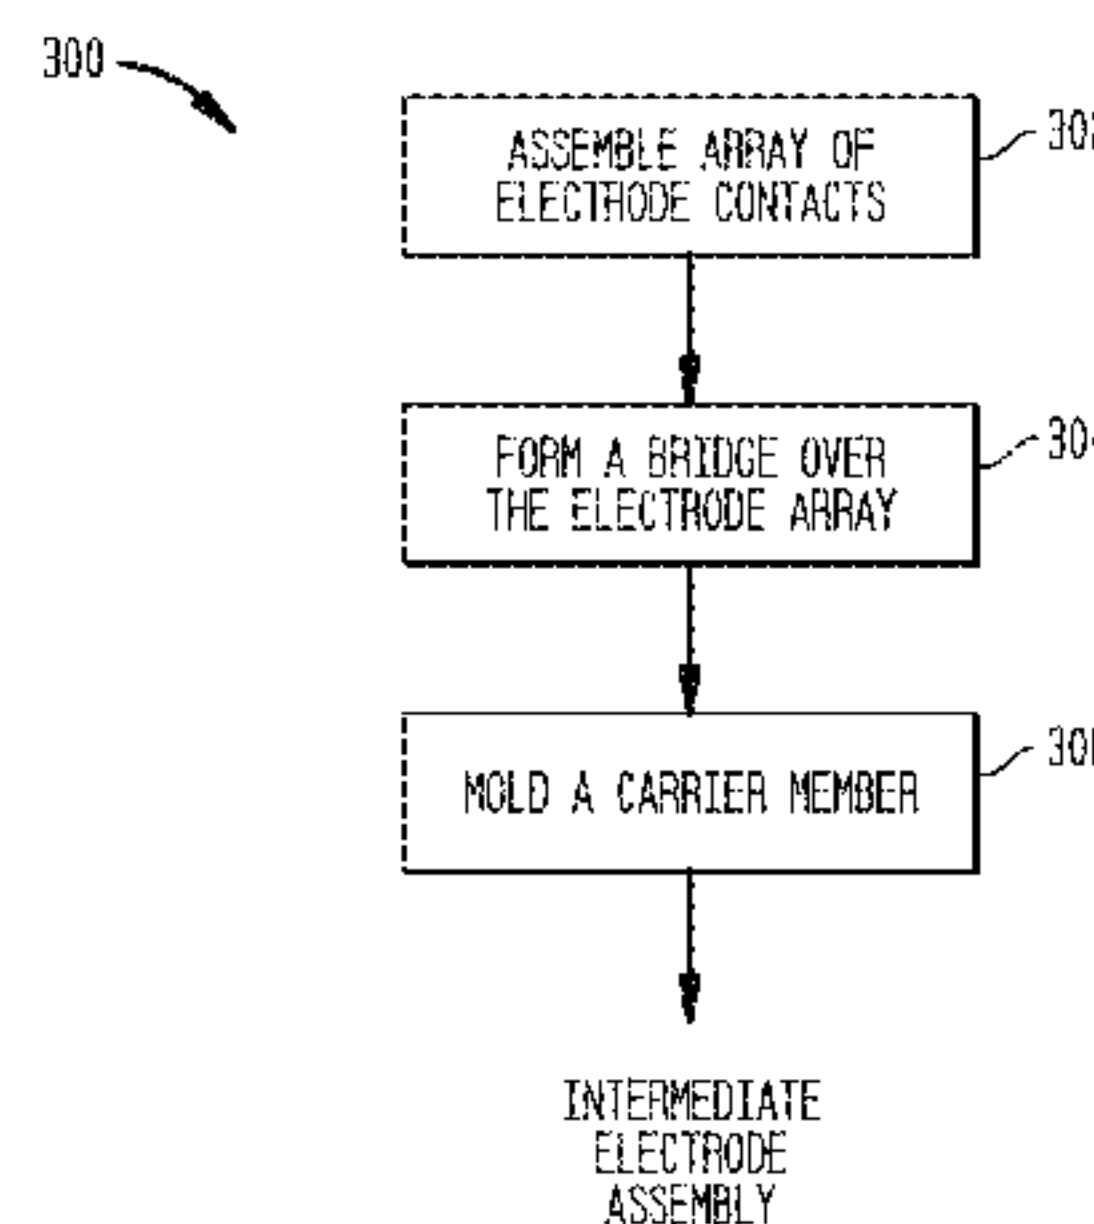 300
ASSEMBLE ARRAY OF
ELECTRODE CONTACTS
FORM A BRIDGE OVER
THE ELECTRODE ARRAY
MOLD A CARRIER MEMBER
INTERMEDIATE
ELECTRODE
ASSEMBLY